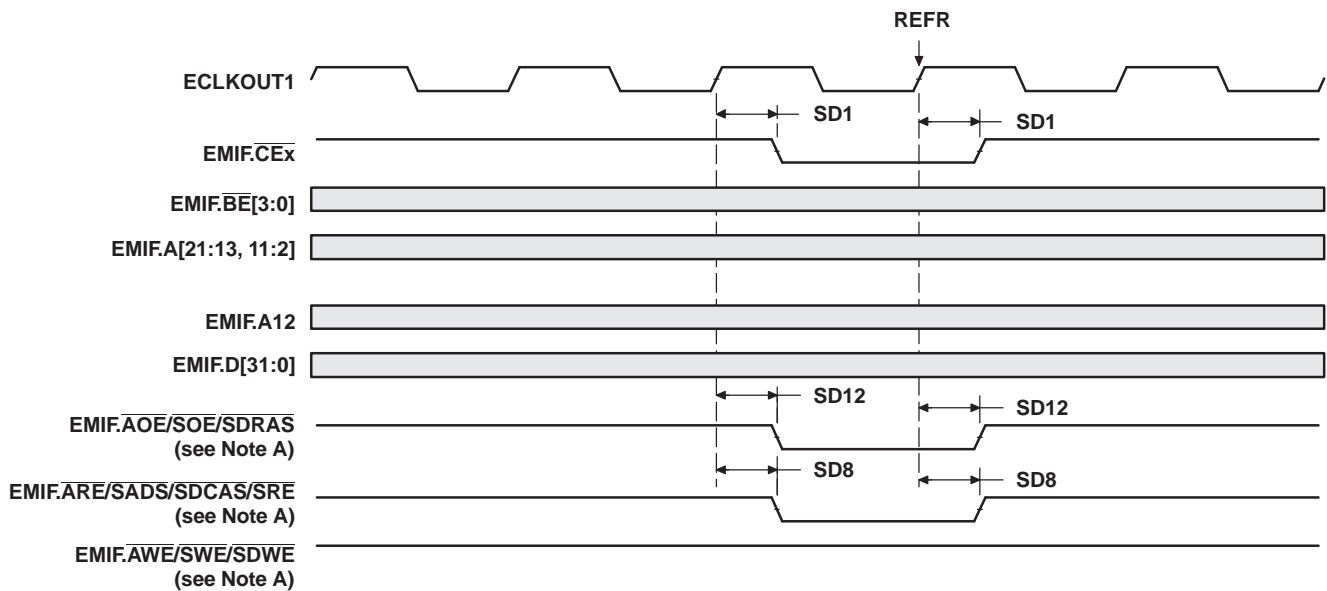 REFR
ECLKOUT1
SD1
SD1
EMIF.CEx
EMIF.BE[3:0]
EMIF.A[21:13, 11:2]
EMIF.A12
EMIF.D[31:0]
SD12
SD12
EMIF.AOE/SOE/SDRAS
(see Note A)
SD8
SD8
EMIF.ARE/SADS/SDCAS/SRE
(see Note A)
EMIF.AWE/SWE/SDWE
(see Note A)